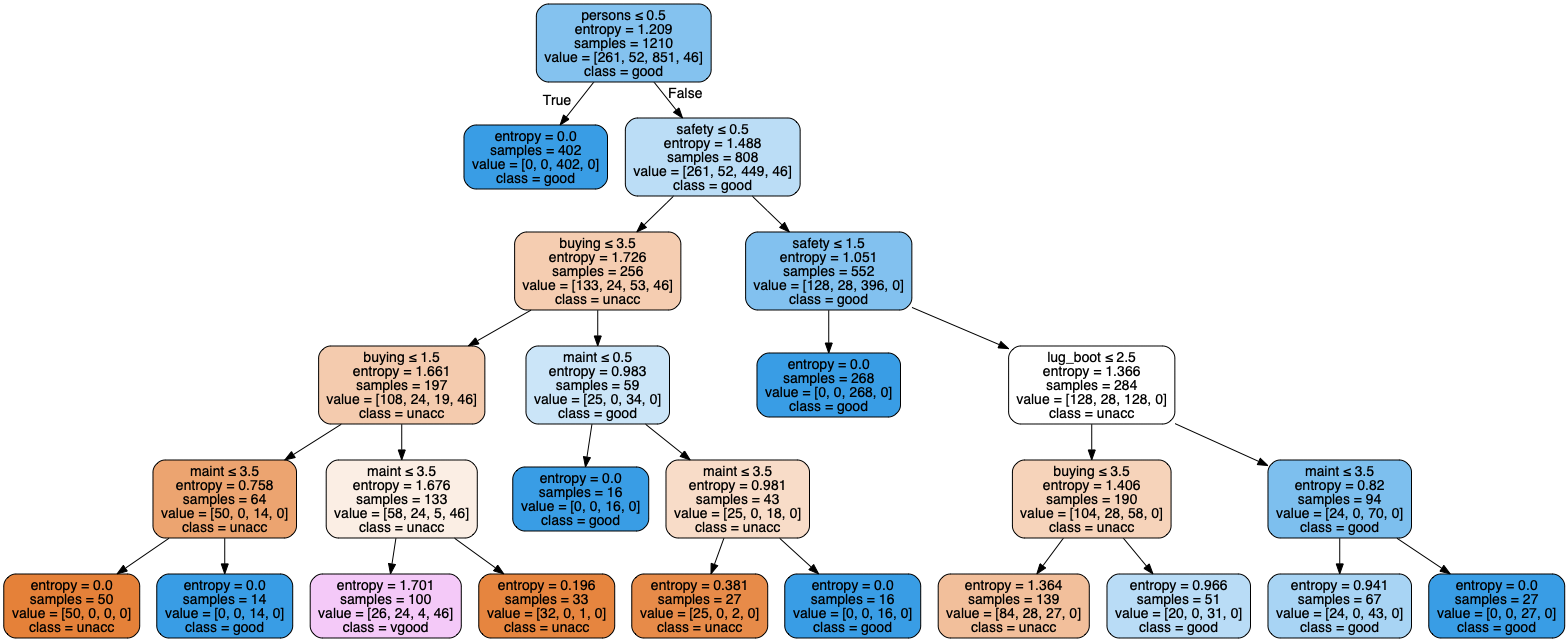 persons ≤ 0.5
entropy = 1.209
samples = 1210
value = [261, 52, 851, 46]
class = good
True
False
entropy = 0.0
samples = 402
value = [0, 0, 402, 0]
class = good
safety ≤ 0.5
entropy = 1.488
samples = 808
value = [261, 52, 449, 46]
class = good
buying ≤ 3.5
entropy = 1.726
samples = 256
value = [133, 24, 53, 46]
class = unacc
safety ≤ 1.5
entropy = 1.051
samples = 552
value = [128, 28, 396, 0]
class = good
buying ≤ 1.5
entropy = 1.661
samples = 197
value = [108, 24, 19, 46]
class = unacc
maint ≤ 0.5
entropy = 0.983
samples = 59
value = [25, 0, 34, 0]
class = good
entropy = 0.0
samples = 268
value = [0, 0, 268, 0]
class = good
lug_boot ≤ 2.5
entropy = 1.366
samples = 284
value = [128, 28, 128, 0]
class = unacc
maint ≤ 3.5
entropy = 0.758
samples = 64
value = [50, 0, 14, 0]
class = unacc
maint ≤ 3.5
entropy = 1.676
samples = 133
value = [58, 24, 5, 46]
class = unacc
entropy = 0.0
samples = 16
value = [0, 0, 16, 0]
class = good
maint ≤ 3.5
entropy = 0.981
samples = 43
value = [25, 0, 18, 0]
class = unacc
buying ≤ 3.5
entropy = 1.406
samples = 190
value = [104, 28, 58, 0]
class = unacc
maint ≤ 3.5
entropy = 0.82
samples = 94
value = [24, 0, 70, 0]
class = good
entropy = 0.0
samples = 50
value = [50, 0, 0, 0]
class = unacc
entropy = 0.0
samples = 14
value = [0, 0, 14, 0]
class = good
entropy = 1.701
samples = 100
value = [26, 24, 4, 46]
class = vgood
entropy = 0.196
samples = 33
value = [32, 0, 1, 0]
class = unacc
entropy = 0.381
samples = 27
value = [25, 0, 2, 0]
class = unacc
entropy = 0.0
samples = 16
value = [0, 0, 16, 0]
class = good
entropy = 1.364
samples = 139
value = [84, 28, 27, 0]
class = unacc
entropy = 0.966
samples = 51
value = [20, 0, 31, 0]
class = good
entropy = 0.941
samples = 67
value = [24, 0, 43, 0]
class = good
entropy = 0.0
samples = 27
value = [0, 0, 27, 0]
class = good